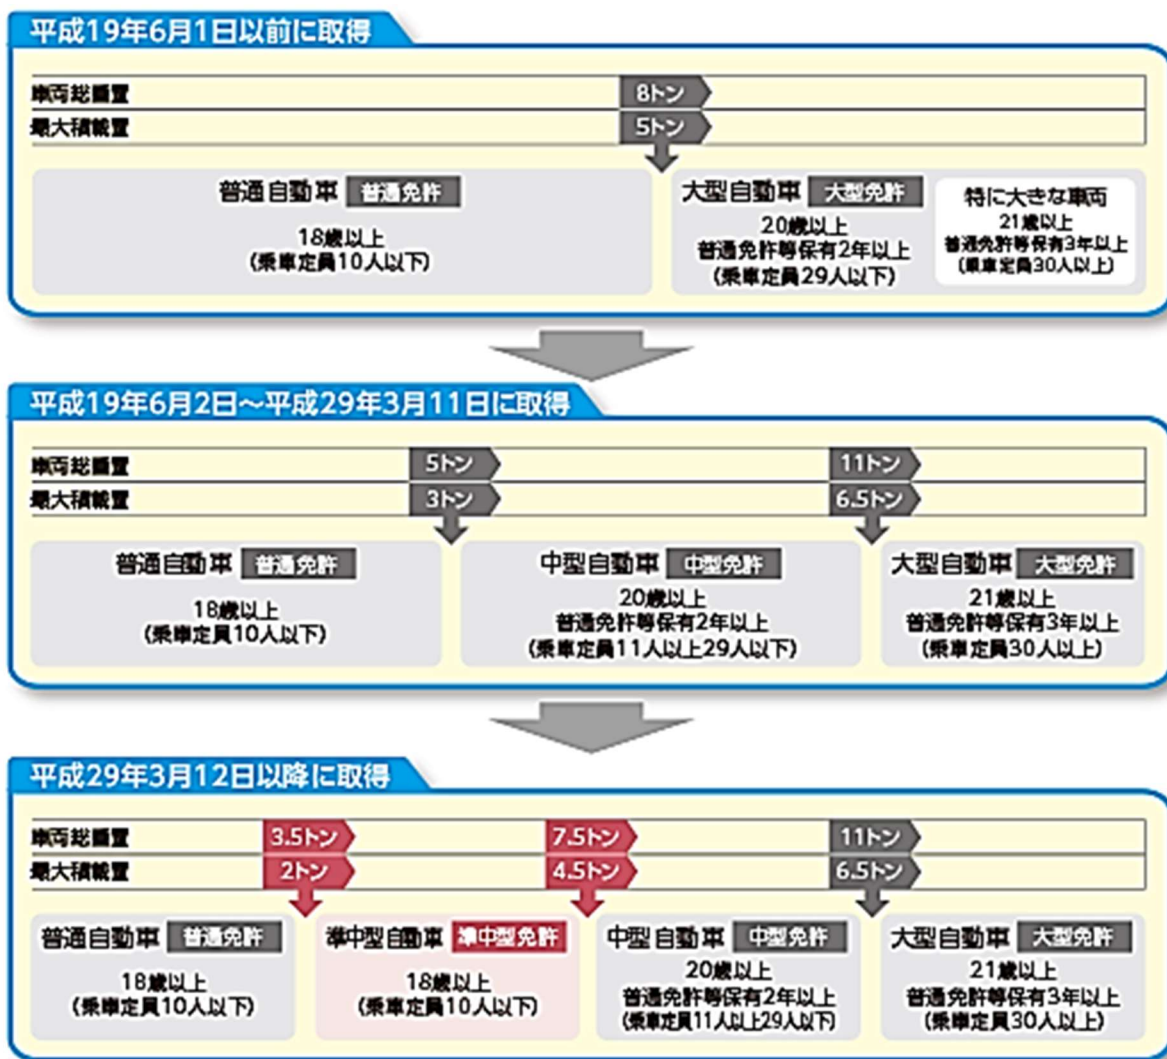 平成19年6月1日以前に取得
車両総重量 8トン
最大積載量 5トン
普通自動車 普通免許
18歳以上
(乗車定員10人以下)
大型自動車 大型免許
20歳以上
普通免許等保有2年以上
(乗車定員29人以下)
特に大きな車両
21歳以上
普通免許等保有3年以上
(乗車定員30人以上)
平成19年6月2日～平成29年3月11日に取得
車両総重量 5トン 11トン
最大積載量 3トン 6.5トン
普通自動車 普通免許
18歳以上
(乗車定員10人以下)
中型自動車 中型免許
20歳以上
普通免許等保有2年以上
(乗車定員11人以上29人以下)
大型自動車 大型免許
21歳以上
普通免許等保有3年以上
(乗車定員30人以上)
平成29年3月12日以降に取得
車両総重量 3.5トン 7.5トン 11トン
最大積載量 2トン 4.5トン 6.5トン
普通自動車 普通免許
18歳以上
(乗車定員10人以下)
準中型自動車 準中型免許
18歳以上
(乗車定員10人以下)
中型自動車 中型免許
20歳以上
普通免許等保有2年以上
(乗車定員11人以上29人以下)
大型自動車 大型免許
21歳以上
普通免許等保有3年以上
(乗車定員30人以上)